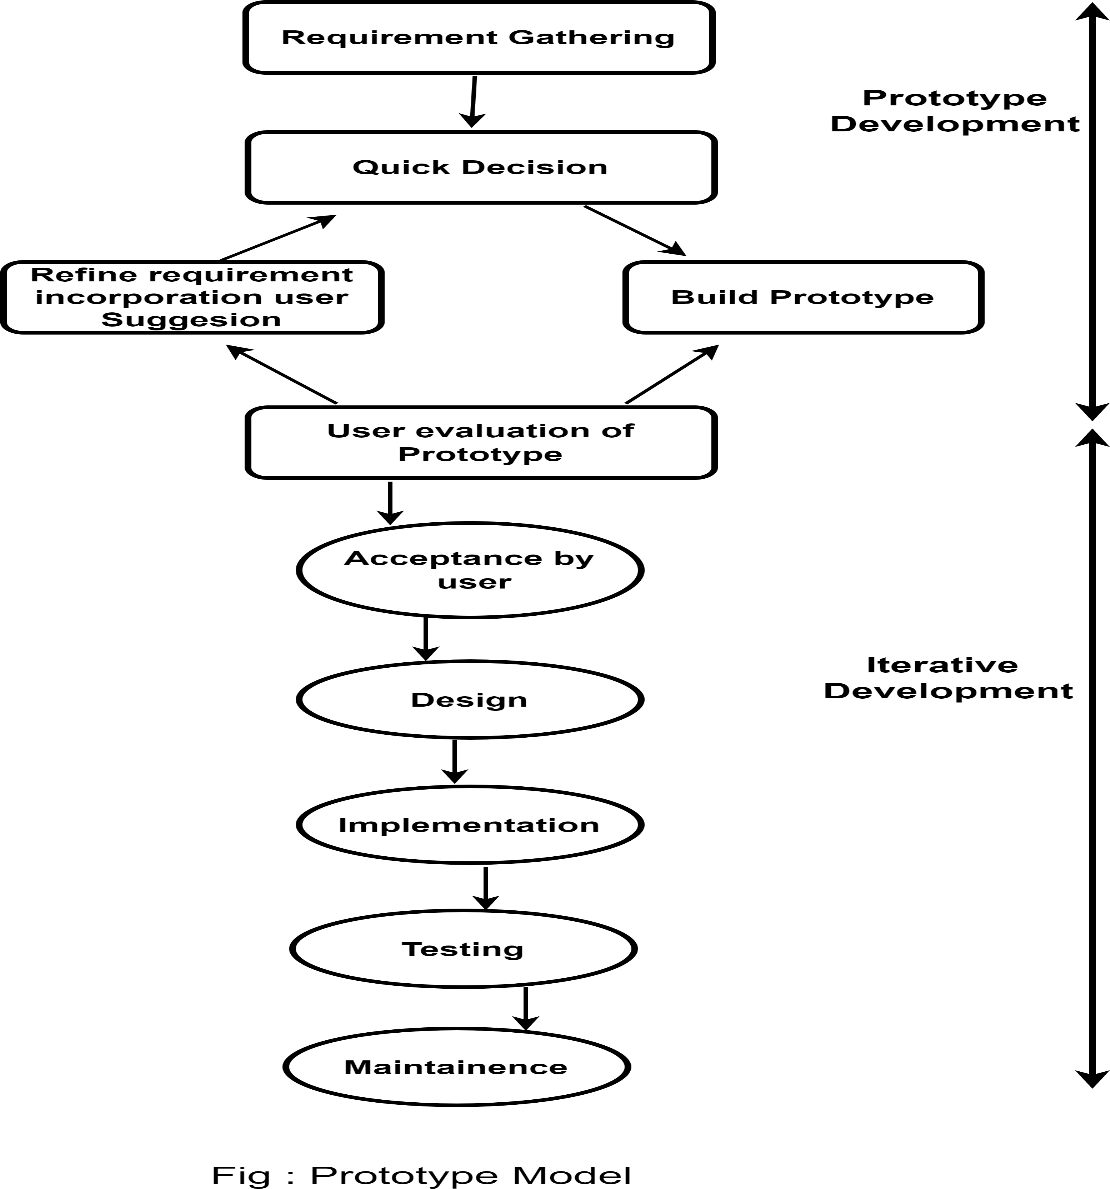 Requirement Gathering
Prototype
Development
Quick Decision
Refine requirement
incorporation user
Suggesion
Build Prototype
User evaluation of
Prototype
Acceptance by
user
Design
Iterative
Development
Implementation
Testing
Maintainence
Fig : Prototype Model